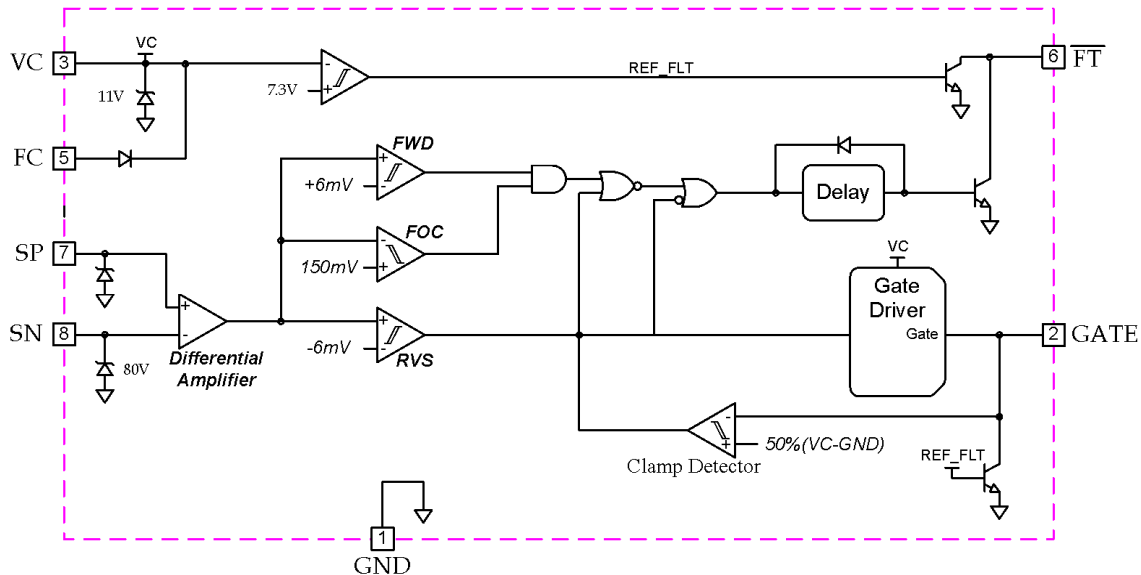 VC
3
VC
11V
-
+
7.3V
REF_FLT
6
FT
FC
5
FWD
+
-
+6mV
Delay
FOC
-
+
150mV
SP
7
VC
Gate
Driver
Gate
+
-
Differential
Amplifier
SN
8
80V
+
-
-6mV
RVS
2
GATE
-
+
50%(VC-GND)
Clamp Detector
REF_FLT
1
GND